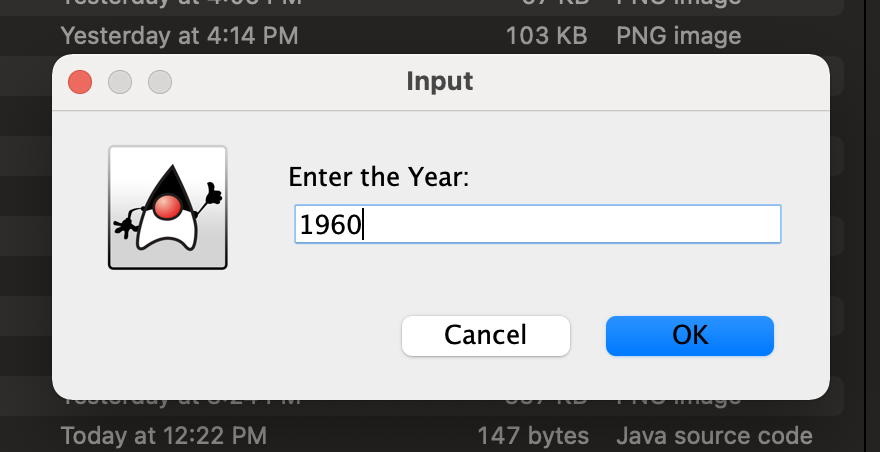 Yesterday at 4:14 PM 103 KB PNG image
Input
Enter the Year:
1960
Cancel OK
Today at 12:22 PM 147 bytes Java source code